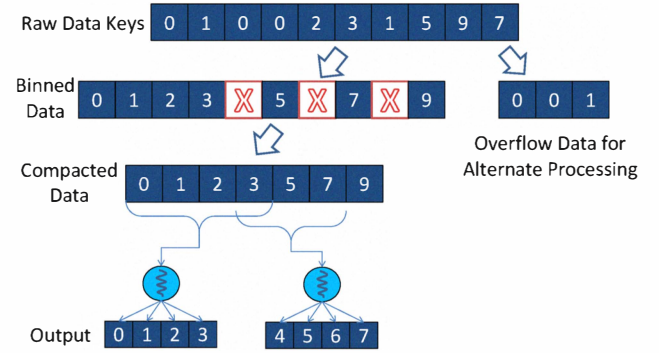 Raw Data Keys 0 1 0 0 2 3 1 5 9 7
Binned
Data
0 1 2 3 X 5 X 7 X 9
0 0 1
Overflow Data for
Alternate Processing
Compacted
Data
0 1 2 3 5 7 9
Output 0 1 2 3 4 5 6 7